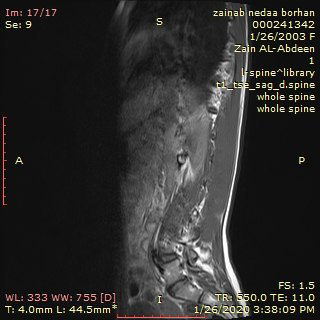 Im: 17/17
Se: 9
zainab nedaa borhan
000241342
1/26/2003 F
Zain AL-Abdeen
1
l-spine^library
t1_tse_sag_d.spine
whole spine
whole spine
S
A
P
I
WL: 333 WW: 755 [D]
T: 4.0mm L: 44.5mm*
FS: 1.5
TR: 550.0 TE: 11.0
1/26/2020 3:38:09 PM